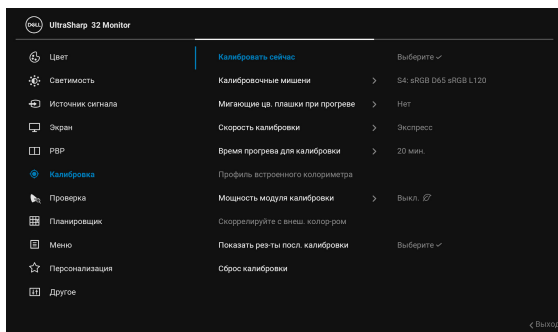 DELL UltraSharp 32 Monitor
Цвет Калибровать сейчас Выберите ✓
Светимость Калибровочные мишени > S4: sRGB D65 sRGB L120
Источник сигнала Мигающие цв. плашки при прогреве > Нет
Экран Скорость калибровки > Экспресс
PBP Время прогрева для калибровки > 20 мин.
Калибровка Профиль встроенного колориметра
Проверка Мощность модуля калибровки > Выкл.
Планировщик Скоррелируйте с внеш. колор-ром
Меню Показать рез-ты посл. калибровки Выберите ✓
Персонализация Сброс калибровки
Другое
< Выход